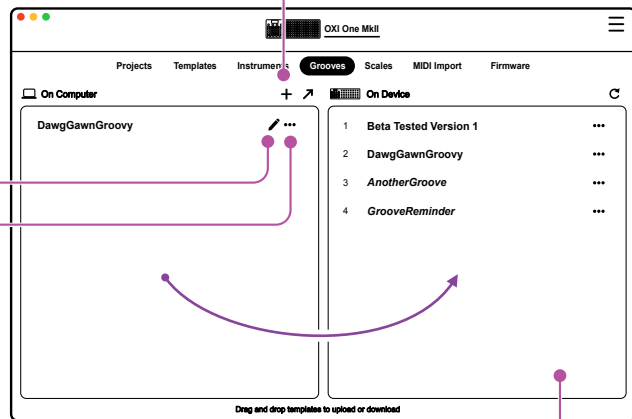 OXI One MkII
Projects Templates Instruments Grooves Scales MIDI Import Firmware
On Computer
On Device
DawgGawnGroovy
1 Beta Tested Version 1
2 DawgGawnGroovy
3 AnotherGroove
4 GrooveReminder
Drag and drop templates to upload or download